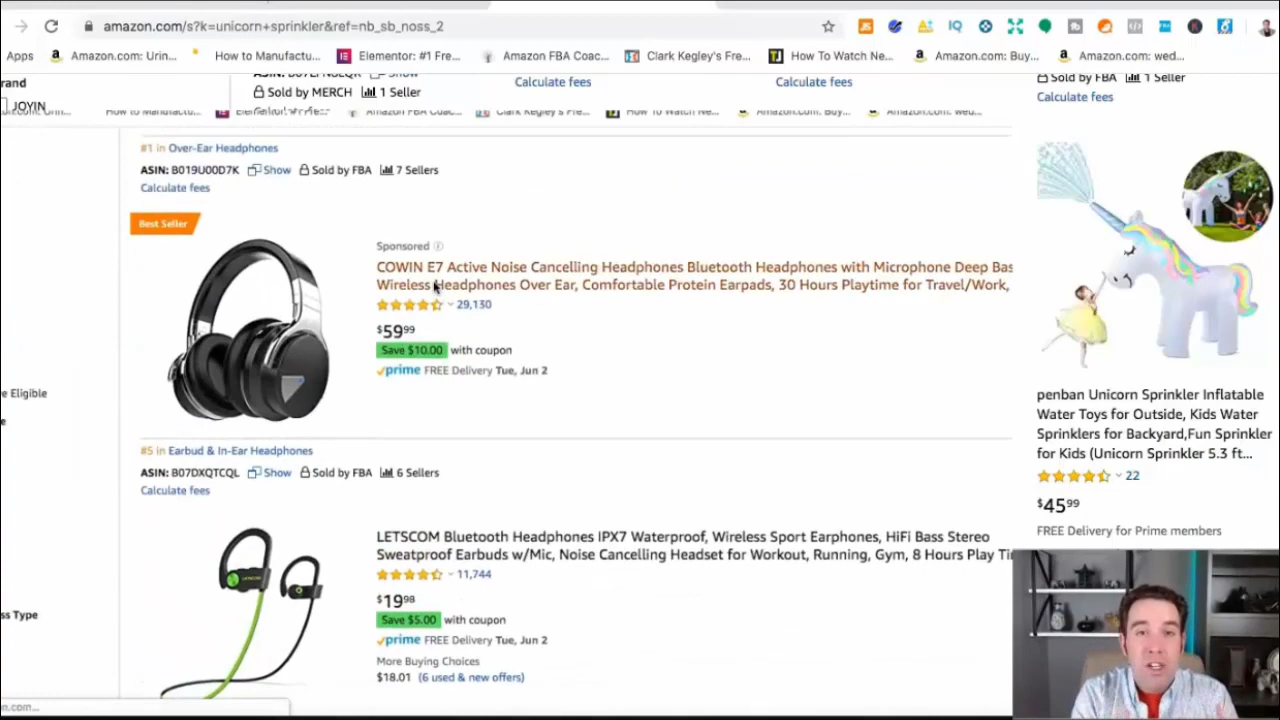 amazon.com/s?k=unicorn+sprinkler&ref=nb_sb_noss_2
Apps Amazon.com: Urin... How to Manufactu... Elementor: #1 Fre... Amazon FBA Coac... Clark Kegley's Fre... How To Watch Ne... Amazon.com: Buy... Amazon.com: wed...
rand
JOYIN
Show
Sold by MERCH 1 Seller
Calculate fees
Calculate fees
Sold by FBA 1 Seller
Calculate fees
#1 in Over-Ear Headphones
ASIN: B019U00D7K Show Sold by FBA 7 Sellers
Calculate fees
Best Seller
Sponsored
COWIN E7 Active Noise Cancelling Headphones Bluetooth Headphones with Microphone Deep Bas
Wireless Headphones Over Ear, Comfortable Protein Earpads, 30 Hours Playtime for Travel/Work,
29,130
$5999
Save $10.00 with coupon
prime FREE Delivery Tue, Jun 2
e Eligible
#5 in Earbud & In-Ear Headphones
ASIN: B07DXQTCQL Show Sold by FBA 6 Sellers
Calculate fees
LETSCOM Bluetooth Headphones IPX7 Waterproof, Wireless Sport Earphones, HiFi Bass Stereo
Sweatproof Earbuds w/Mic, Noise Cancelling Headset for Workout, Running, Gym, 8 Hours Play Ti
11,744
$1998
Save $5.00 with coupon
prime FREE Delivery Tue, Jun 2
More Buying Choices
$18.01 (6 used & new offers)
ss Type
n.com...
penban Unicorn Sprinkler Inflatable
Water Toys for Outside, Kids Water
Sprinklers for Backyard,Fun Sprinkler
for Kids (Unicorn Sprinkler 5.3 ft...
22
$4599
FREE Delivery for Prime members